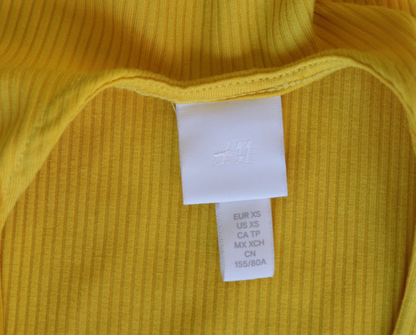 H&M
EUR XS
US XS
CA TP
MX XCH
CN
155/80A